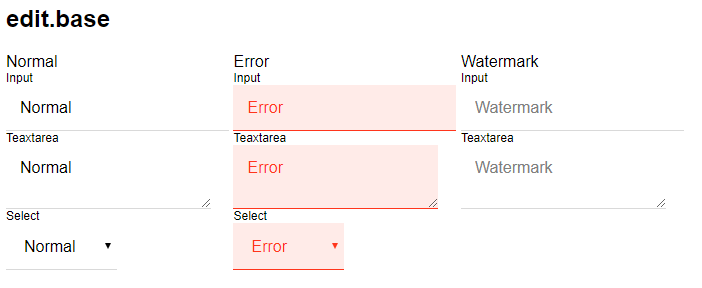 edit.base
Normal Error Watermark
Input Input Input
Normal Error Watermark
Teaxtarea Teaxtarea Teaxtarea
Normal Error Watermark
Select Select
Normal Error